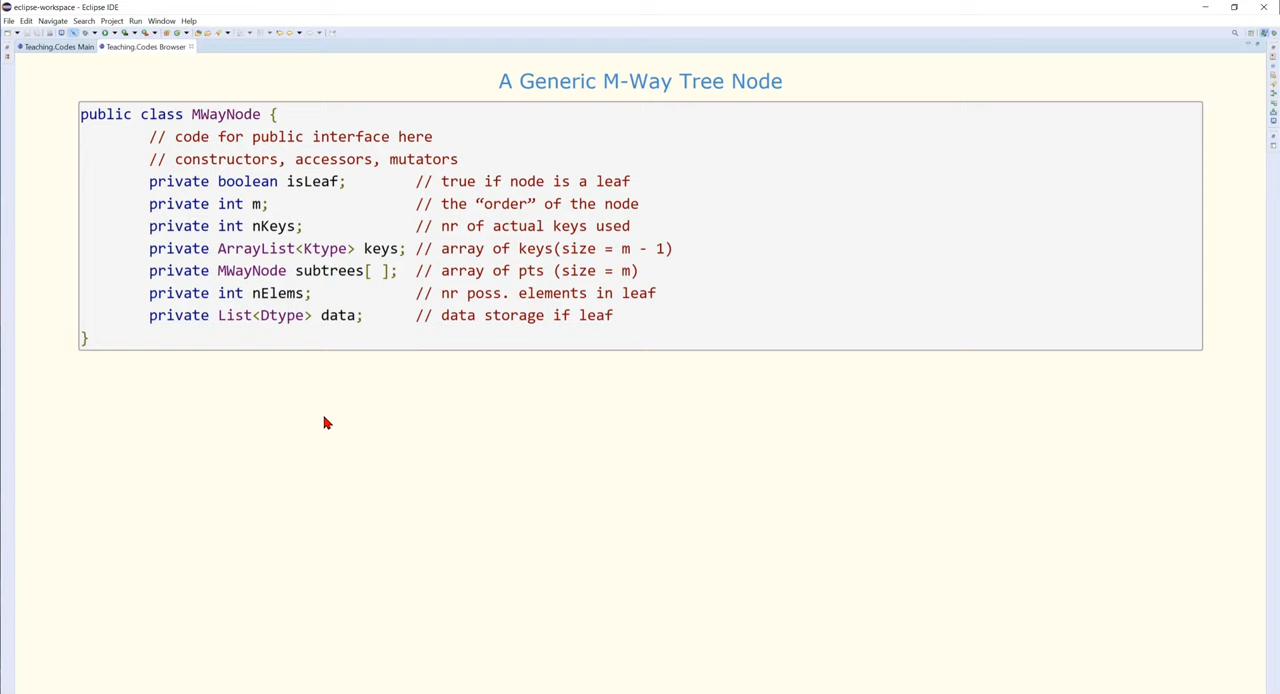 eclipse-workspace - Eclipse IDE
File Edit Navigate Search Project Run Window Help
Teaching.Codes Main Teaching.Codes Browser
A Generic M-Way Tree Node
public class MWayNode {
// code for public interface here
// constructors, accessors, mutators
private boolean isLeaf; // true if node is a leaf
private int m; // the “order” of the node
private int nKeys; // nr of actual keys used
private ArrayList<Ktype> keys; // array of keys(size = m - 1)
private MWayNode subtrees[ ]; // array of pts (size = m)
private int nElems; // nr poss. elements in leaf
private List<Dtype> data; // data storage if leaf
}